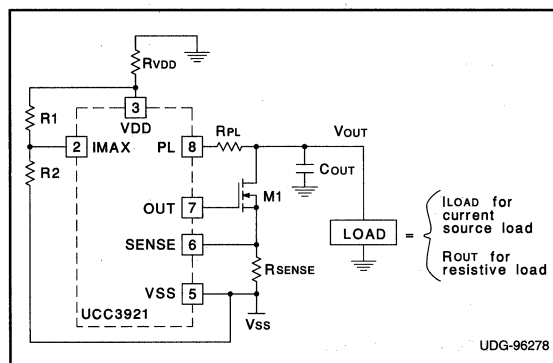 RVDD
R1
3
VDD
2
IMAX
PL
8
RPL
VOUT
COUT
R2
M1
OUT
7
LOAD
=
ILOAD for
current
source load
ROUT for
resistive load
SENSE
6
RSENSE
VSS
5
UCC3921
VSS
UDG-96278